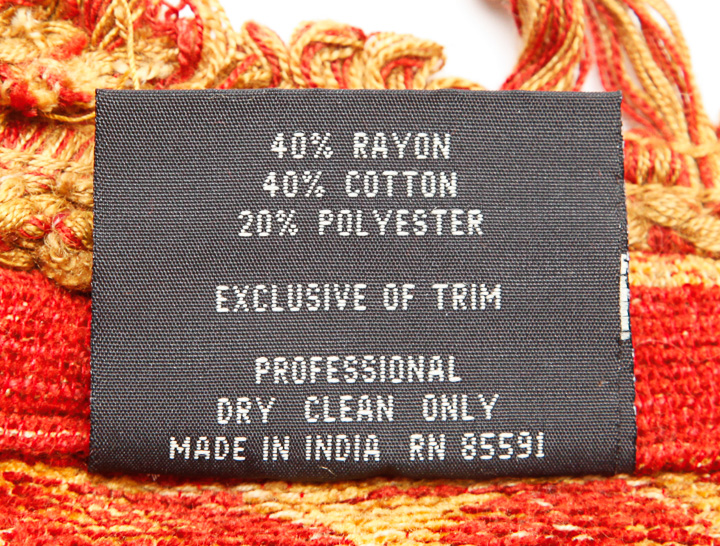 40% RAYON
40% COTTON
20% POLYESTER
EXCLUSIVE OF TRIM
PROFESSIONAL
DRY CLEAN ONLY
MADE IN INDIA RN 85591